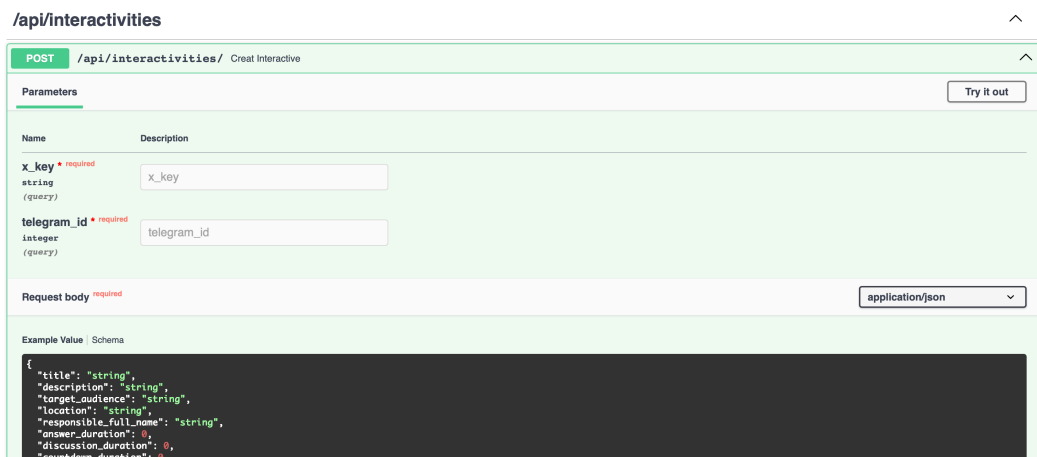 /api/interactivities
POST /api/interactivities/ Creat Interactive
Parameters Try it out
Name Description
x_key * required x_key
string
(query)
telegram_id * required telegram_id
integer
(query)
Request body required application/json
Example Value Schema
{
"title": "string",
"description": "string",
"target_audience": "string",
"location": "string",
"responsible_full_name": "string",
"answer_duration": 0,
"discussion_duration": 0,
"countdown_duration": 0